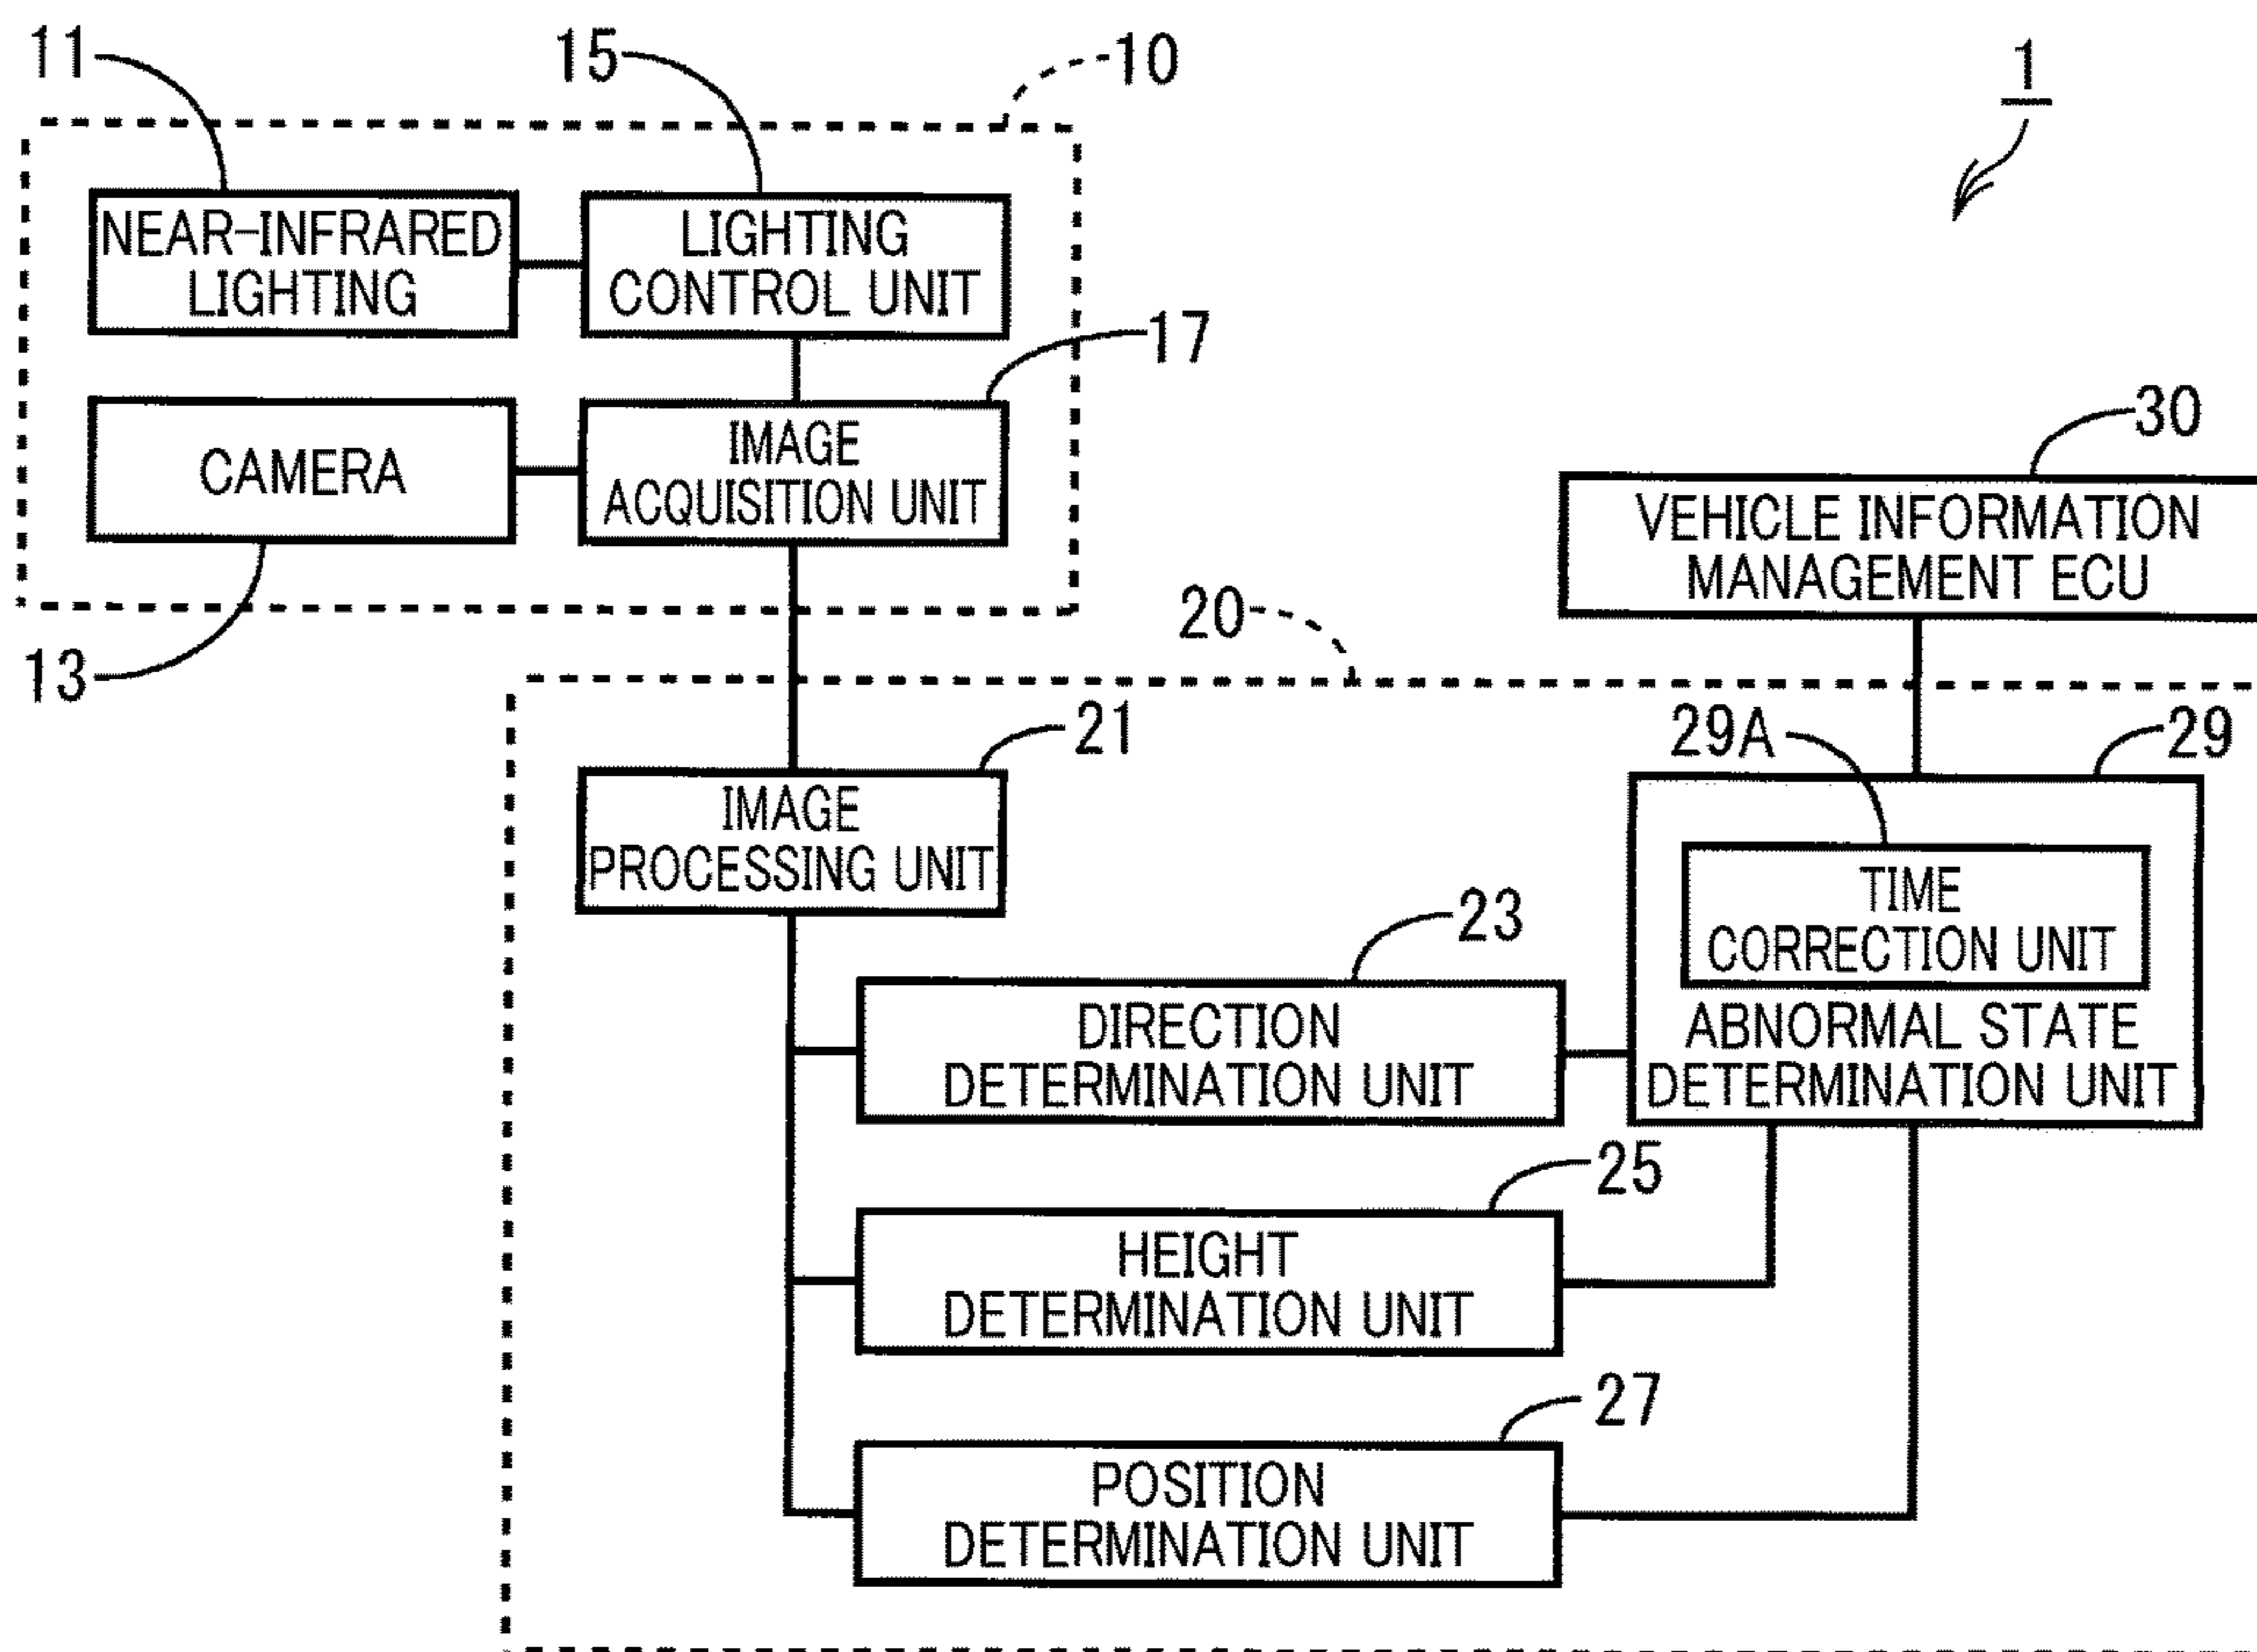 11
15
10
1
NEAR-INFRARED
LIGHTING
LIGHTING
CONTROL UNIT
17
CAMERA
IMAGE
ACQUISITION UNIT
30
VEHICLE INFORMATION
MANAGEMENT ECU
13
20
21
29A
29
IMAGE
PROCESSING UNIT
TIME
CORRECTION UNIT
ABNORMAL STATE
DETERMINATION UNIT
23
DIRECTION
DETERMINATION UNIT
25
HEIGHT
DETERMINATION UNIT
27
POSITION
DETERMINATION UNIT